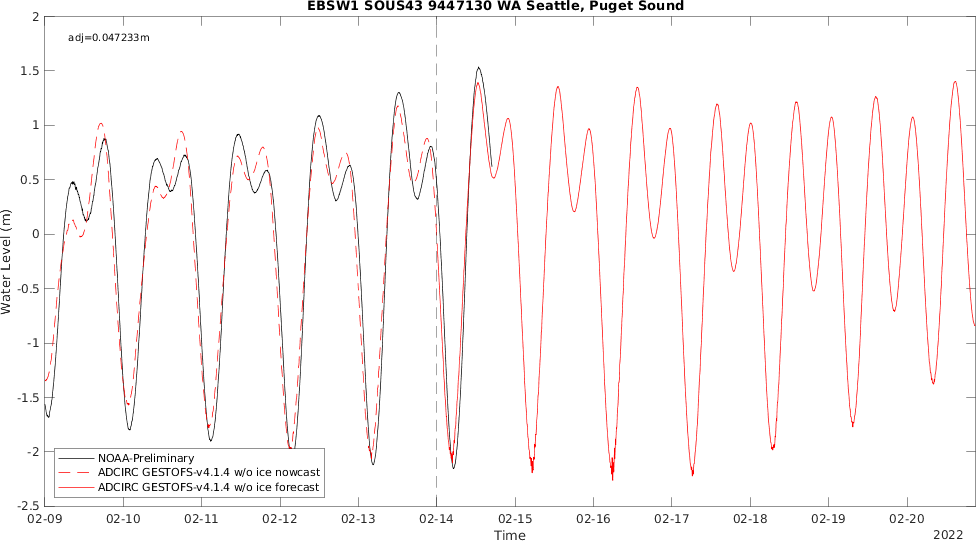 EBSW1 SOUS43 9447130 WA Seattle, Puget Sound
adj=0.047233m
2
1.5
1
0.5
0
-0.5
-1
-1.5
-2
-2.5
Water Level (m)
NOAA-Preliminary
ADCIRC GESTOFS-v4.1.4 w/o ice nowcast
ADCIRC GESTOFS-v4.1.4 w/o ice forecast
02-09 02-10 02-11 02-12 02-13 02-14 02-15 02-16 02-17 02-18 02-19 02-20
Time
2022